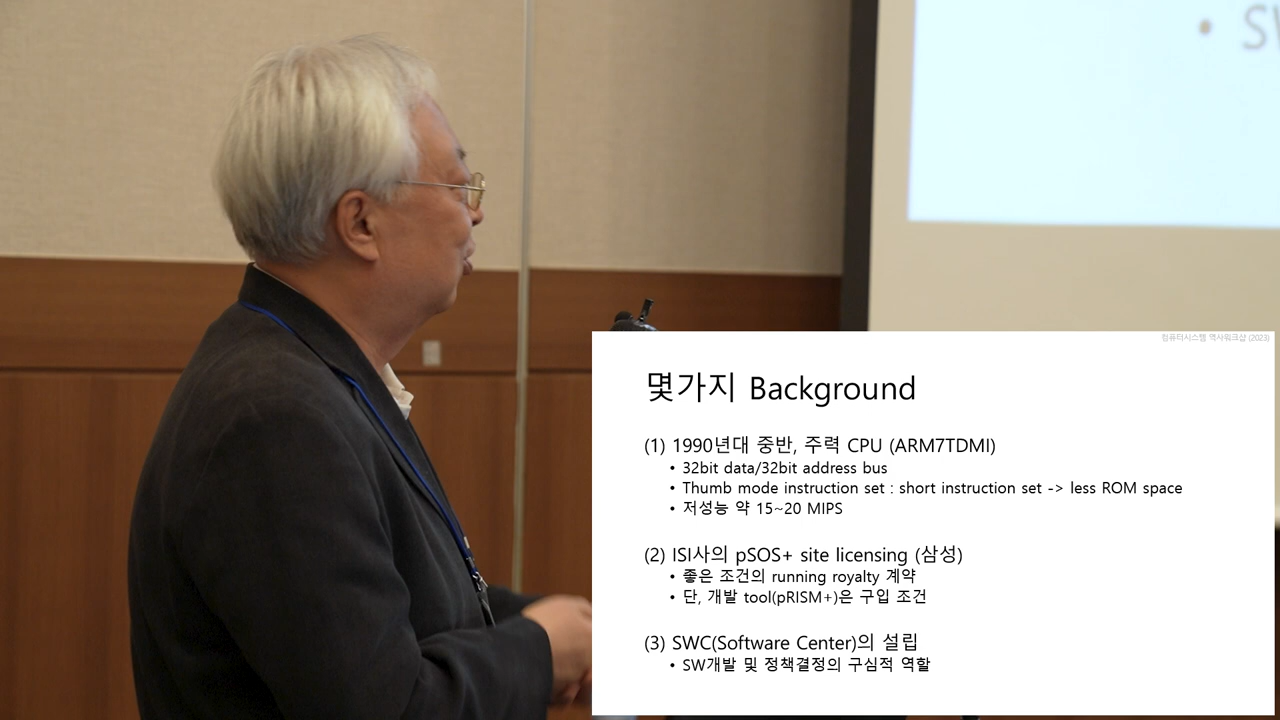 • SW
컴퓨터시스템 역사워크샵 (2023)
몇가지 Background
(1) 1990년대 중반, 주력 CPU (ARM7TDMI)
• 32bit data/32bit address bus
• Thumb mode instruction set : short instruction set -> less ROM space
• 저성능 약 15~20 MIPS
(2) ISI사의 pSOS+ site licensing (삼성)
• 좋은 조건의 running royalty 계약
• 단, 개발 tool(pRISM+)은 구입 조건
(3) SWC(Software Center)의 설립
• SW개발 및 정책결정의 구심적 역할